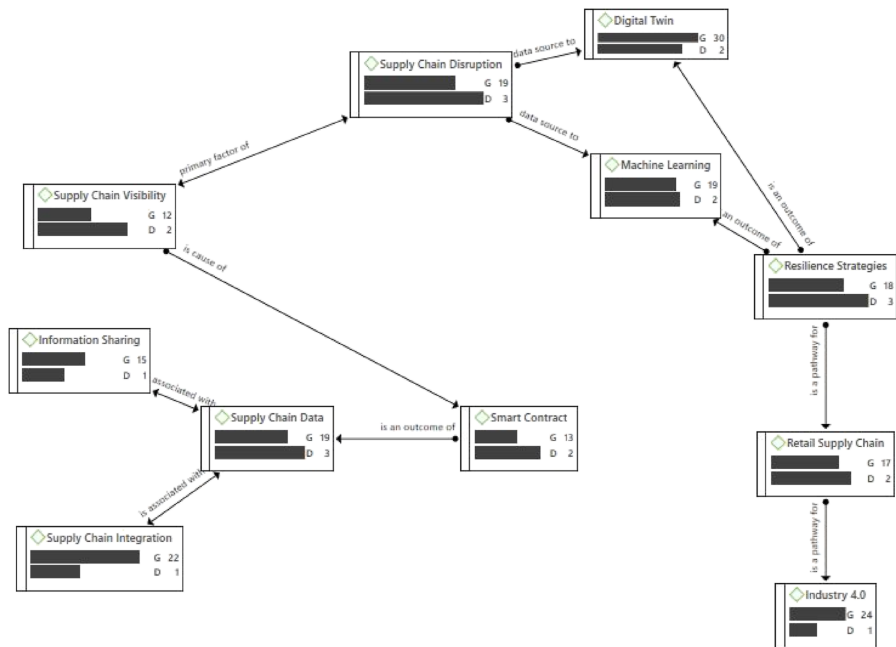 Digital Twin
G 30
D 2
data source to
Supply Chain Disruption
G 19
D 3
data source to
primary factor of
Machine Learning
G 19
D 2
is an outcome of
Supply Chain Visibility
G 12
D 2
an outcome of
is cause of
Resilience Strategies
G 18
D 3
Information Sharing
G 15
D 1
is a pathway for
associated with
Supply Chain Data
G 19
D 3
is an outcome of
Smart Contract
G 13
D 2
Retail Supply Chain
G 17
D 2
is associated with
Supply Chain Integration
G 22
D 1
is a pathway for
Industry 4.0
G 24
D 1